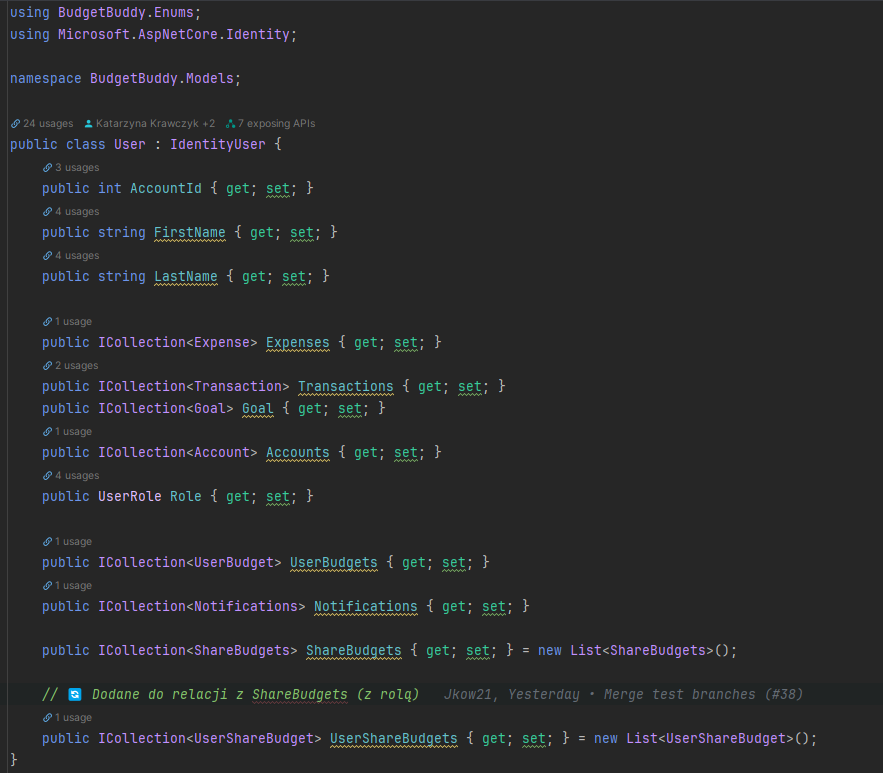 using BudgetBuddy.Enums;
using Microsoft.AspNetCore.Identity;
namespace BudgetBuddy.Models;
24 usages Katarzyna Krawczyk +2 7 exposing APIs
public class User : IdentityUser {
3 usages
public int AccountId { get; set; }
4 usages
public string FirstName { get; set; }
4 usages
public string LastName { get; set; }
1 usage
public ICollection<Expense> Expenses { get; set; }
2 usages
public ICollection<Transaction> Transactions { get; set; }
public ICollection<Goal> Goal { get; set; }
1 usage
public ICollection<Account> Accounts { get; set; }
4 usages
public UserRole Role { get; set; }
1 usage
public ICollection<UserBudget> UserBudgets { get; set; }
1 usage
public ICollection<Notifications> Notifications { get; set; }
public ICollection<ShareBudgets> ShareBudgets { get; set; } = new List<ShareBudgets>();
// 🔄 Dodane do relacji z ShareBudgets (z rolą) Jkow21, Yesterday • Merge test branches (#38)
1 usage
public ICollection<UserShareBudget> UserShareBudgets { get; set; } = new List<UserShareBudget>();
}